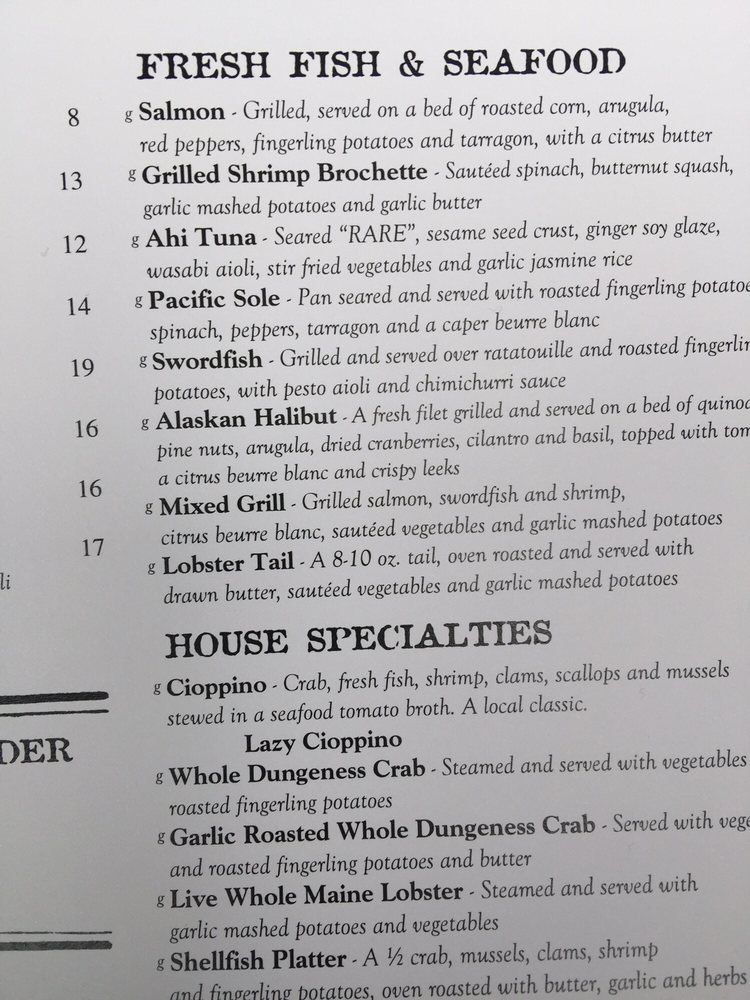 FRESH FISH & SEAFOOD
8
g Salmon - Grilled, served on a bed of roasted corn, arugula,
red peppers, fingerling potatoes and tarragon, with a citrus butter
13
g Grilled Shrimp Brochette - Sautéed spinach, butternut squash,
garlic mashed potatoes and garlic butter
12
g Ahi Tuna - Seared “RARE”, sesame seed crust, ginger soy glaze,
wasabi aioli, stir fried vegetables and garlic jasmine rice
14
g Pacific Sole - Pan seared and served with roasted fingerling potatoe
spinach, peppers, tarragon and a caper beurre blanc
19
g Swordfish - Grilled and served over ratatouille and roasted fingerlin
potatoes, with pesto aioli and chimichurri sauce
16
g Alaskan Halibut - A fresh filet grilled and served on a bed of quinoa
pine nuts, arugula, dried cranberries, cilantro and basil, topped with tom
a citrus beurre blanc and crispy leeks
16
g Mixed Grill - Grilled salmon, swordfish and shrimp,
citrus beurre blanc, sautéed vegetables and garlic mashed potatoes
17
g Lobster Tail - A 8-10 oz. tail, oven roasted and served with
li
drawn butter, sautéed vegetables and garlic mashed potatoes
HOUSE SPECIALTIES
g Cioppino - Crab, fresh fish, shrimp, clams, scallops and mussels
stewed in a seafood tomato broth. A local classic.
DER
Lazy Cioppino
g Whole Dungeness Crab - Steamed and served with vegetables
roasted fingerling potatoes
g Garlic Roasted Whole Dungeness Crab - Served with vege
and roasted fingerling potatoes and butter
g Live Whole Maine Lobster - Steamed and served with
garlic mashed potatoes and vegetables
g Shellfish Platter - A ½ crab, mussels, clams, shrimp
and fingerling potatoes, oven roasted with butter, garlic and herbs